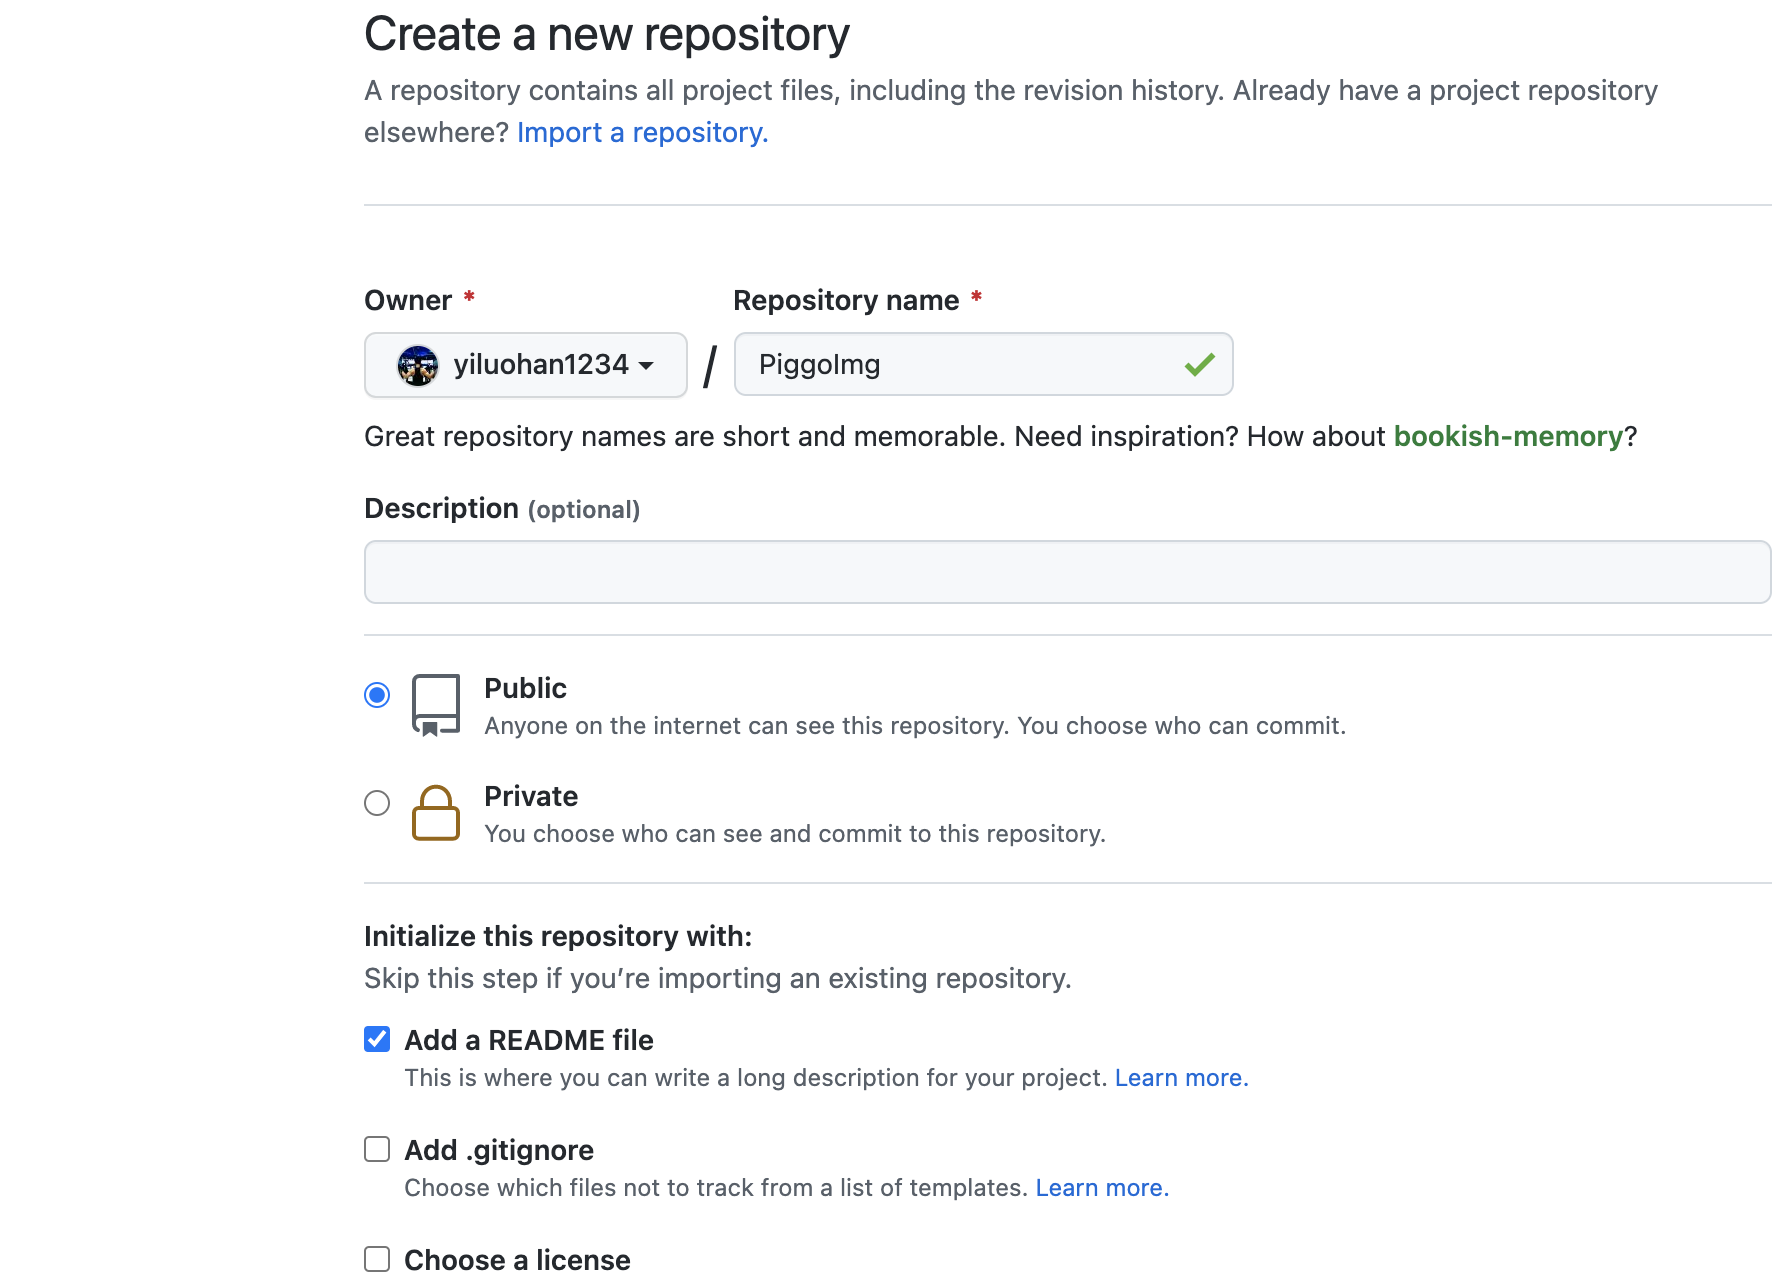 Create a new repository
A repository contains all project files, including the revision history. Already have a project repository
elsewhere? Import a repository.
Owner * Repository name *
yiluohan1234 / PiggoImg
Great repository names are short and memorable. Need inspiration? How about bookish-memory?
Description (optional)
Public
Anyone on the internet can see this repository. You choose who can commit.
Private
You choose who can see and commit to this repository.
Initialize this repository with:
Skip this step if you’re importing an existing repository.
Add a README file
This is where you can write a long description for your project. Learn more.
Add .gitignore
Choose which files not to track from a list of templates. Learn more.
Choose a license